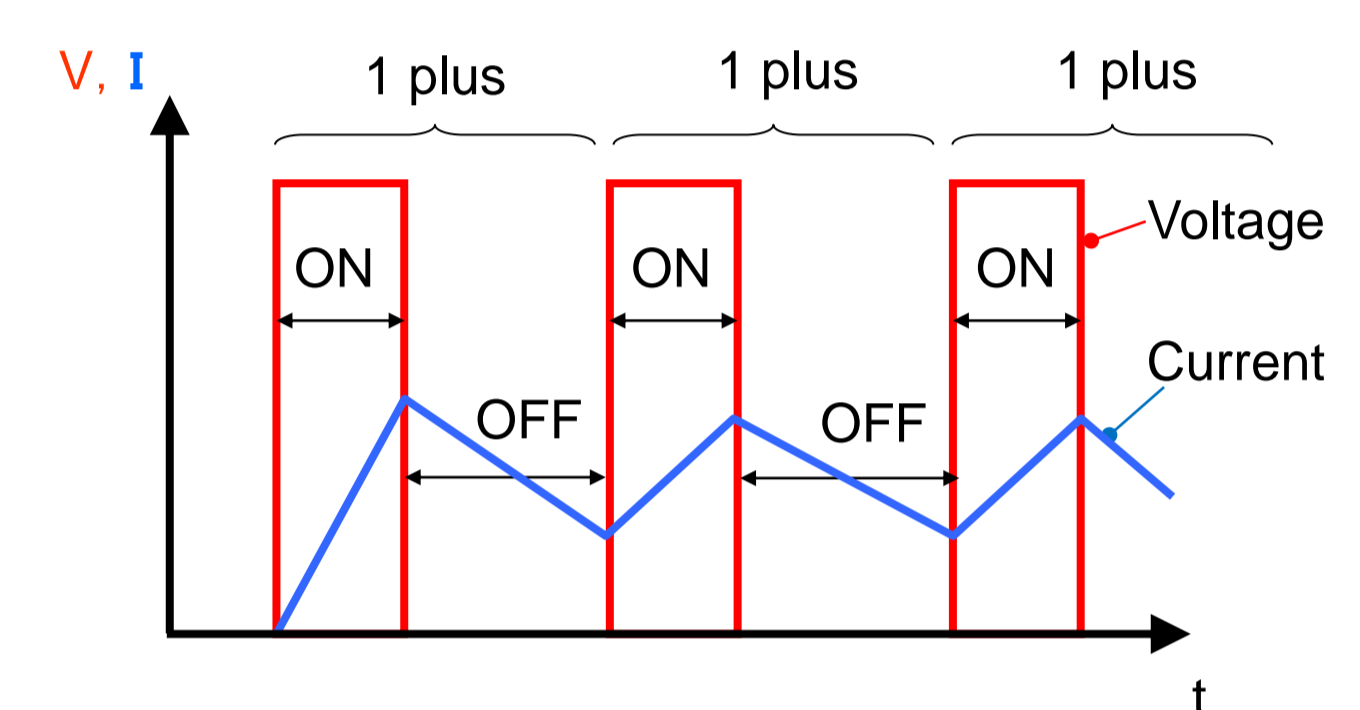 V, I
1 plus
1 plus
1 plus
Voltage
ON
ON
ON
Current
OFF
OFF
t